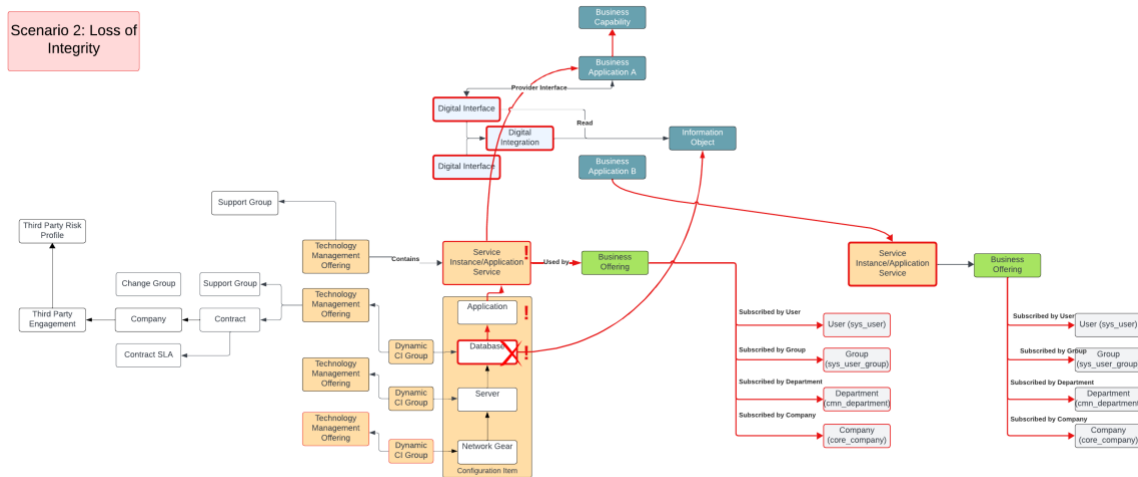 Scenario 2: Loss of
Integrity
Business
Capability
Business
Application A
Provider Interface
Digital Interface
Read
Digital
Integration
Information
Object
Digital Interface
Business
Application B
Support Group
Third Party Risk
Profile
Technology
Management
Offering
Contains
Service
Instance/Application
Service
!
Used by
Business
Offering
Service
Instance/Application
Service
Business
Offering
Change Group
Support Group
Technology
Management
Offering
Third Party
Engagement
Company
Contract
Contract SLA
Application
!
Dynamic
CI Group
Database
!
Technology
Management
Offering
Dynamic
CI Group
Server
Technology
Management
Offering
Dynamic
CI Group
Network Gear
Configuration Item
Subscribed by User
User (sys_user)
Subscribed by Group
Group
(sys_user_group)
Subscribed by Department
Department
(cmn_department)
Subscribed by Company
Company
(core_company)
Subscribed by User
User (sys_user)
Subscribed by Group
Group
(sys_user_group)
Subscribed by Department
Department
(cmn_department)
Subscribed by Company
Company
(core_company)